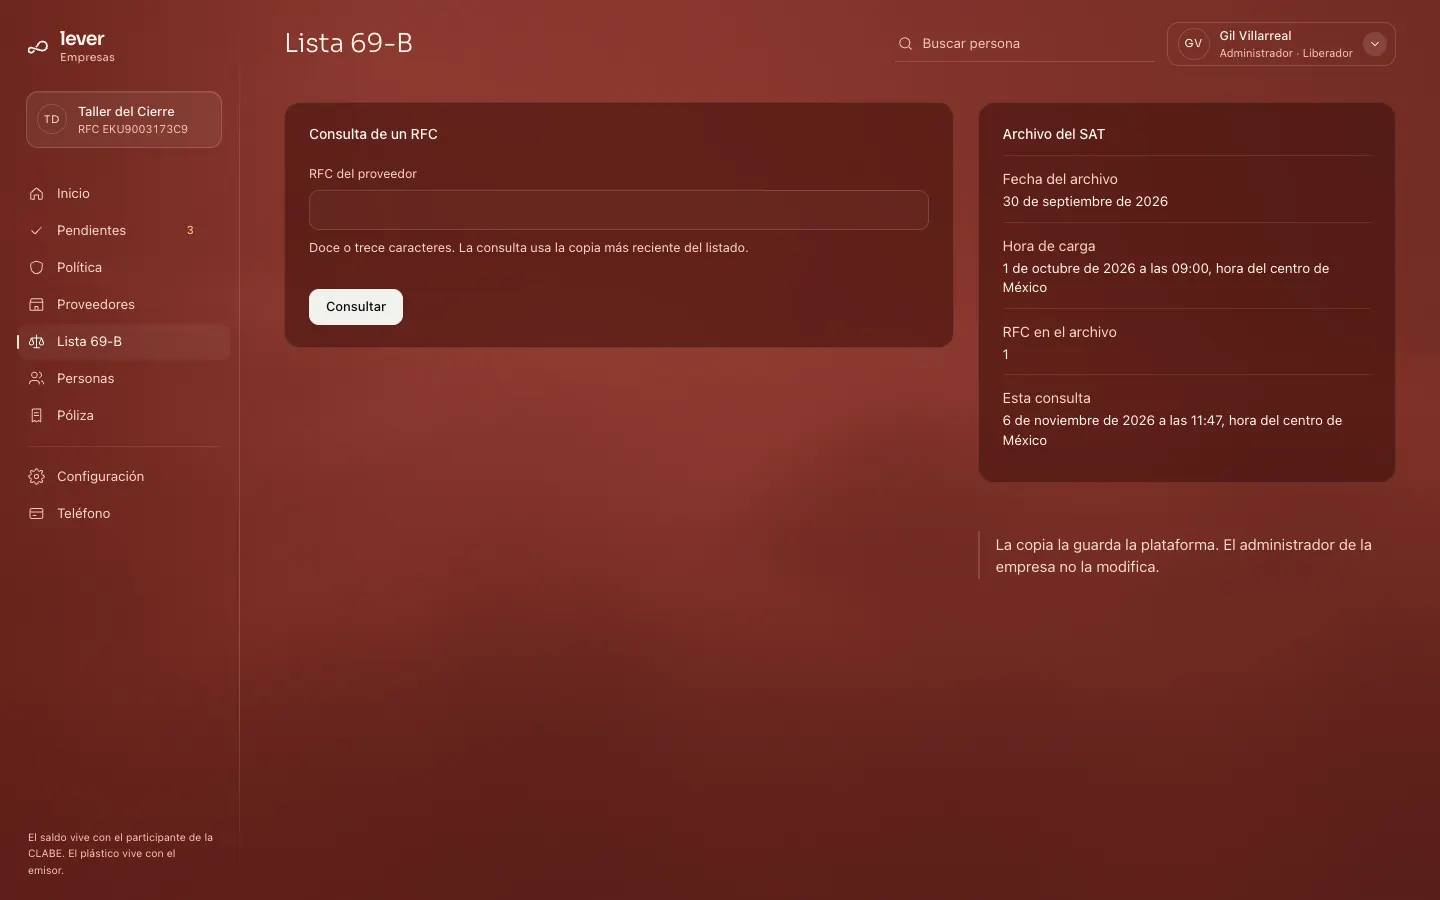 lever
Empresas
TD
Taller del Cierre
RFC EKU9003173C9
Inicio
Pendientes
3
Política
Proveedores
Lista 69-B
Personas
Póliza
Configuración
Teléfono
El saldo vive con el participante de la
CLABE. El plástico vive con el
emisor.
Lista 69-B
Buscar persona
GV
Gil Villarreal
Administrador · Liberador
Consulta de un RFC
RFC del proveedor
Doce o trece caracteres. La consulta usa la copia más reciente del listado.
Consultar
Archivo del SAT
Fecha del archivo
30 de septiembre de 2026
Hora de carga
1 de octubre de 2026 a las 09:00, hora del centro de
México
RFC en el archivo
1
Esta consulta
6 de noviembre de 2026 a las 11:47, hora del centro de
México
La copia la guarda la plataforma. El administrador de la
empresa no la modifica.